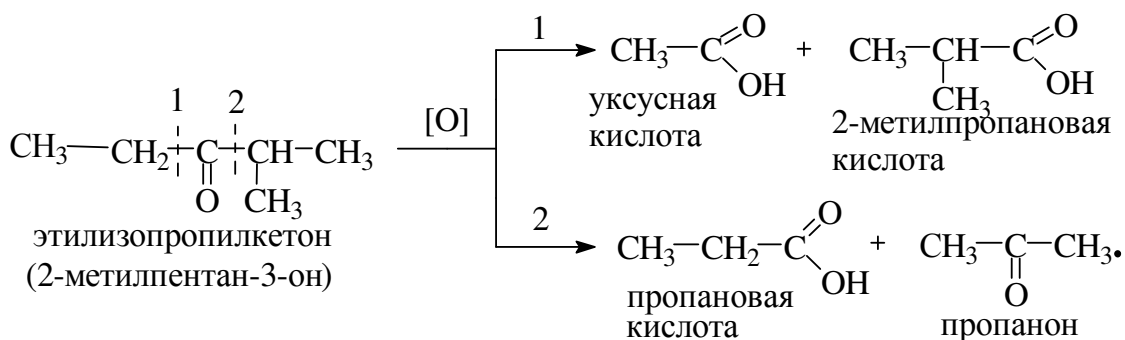 1
CH3—C=O OH + CH3—CH—C=O OH CH3
уксусная
кислота
2-метилпропановая
кислота
1 2
CH3—CH2—C—CH—CH3
O CH3
[O]
этилизопропилкетон
(2-метилпентан-3-он)
2
CH3—CH2—C=O OH + CH3—C—CH3.
O
пропановая
кислота
пропанон